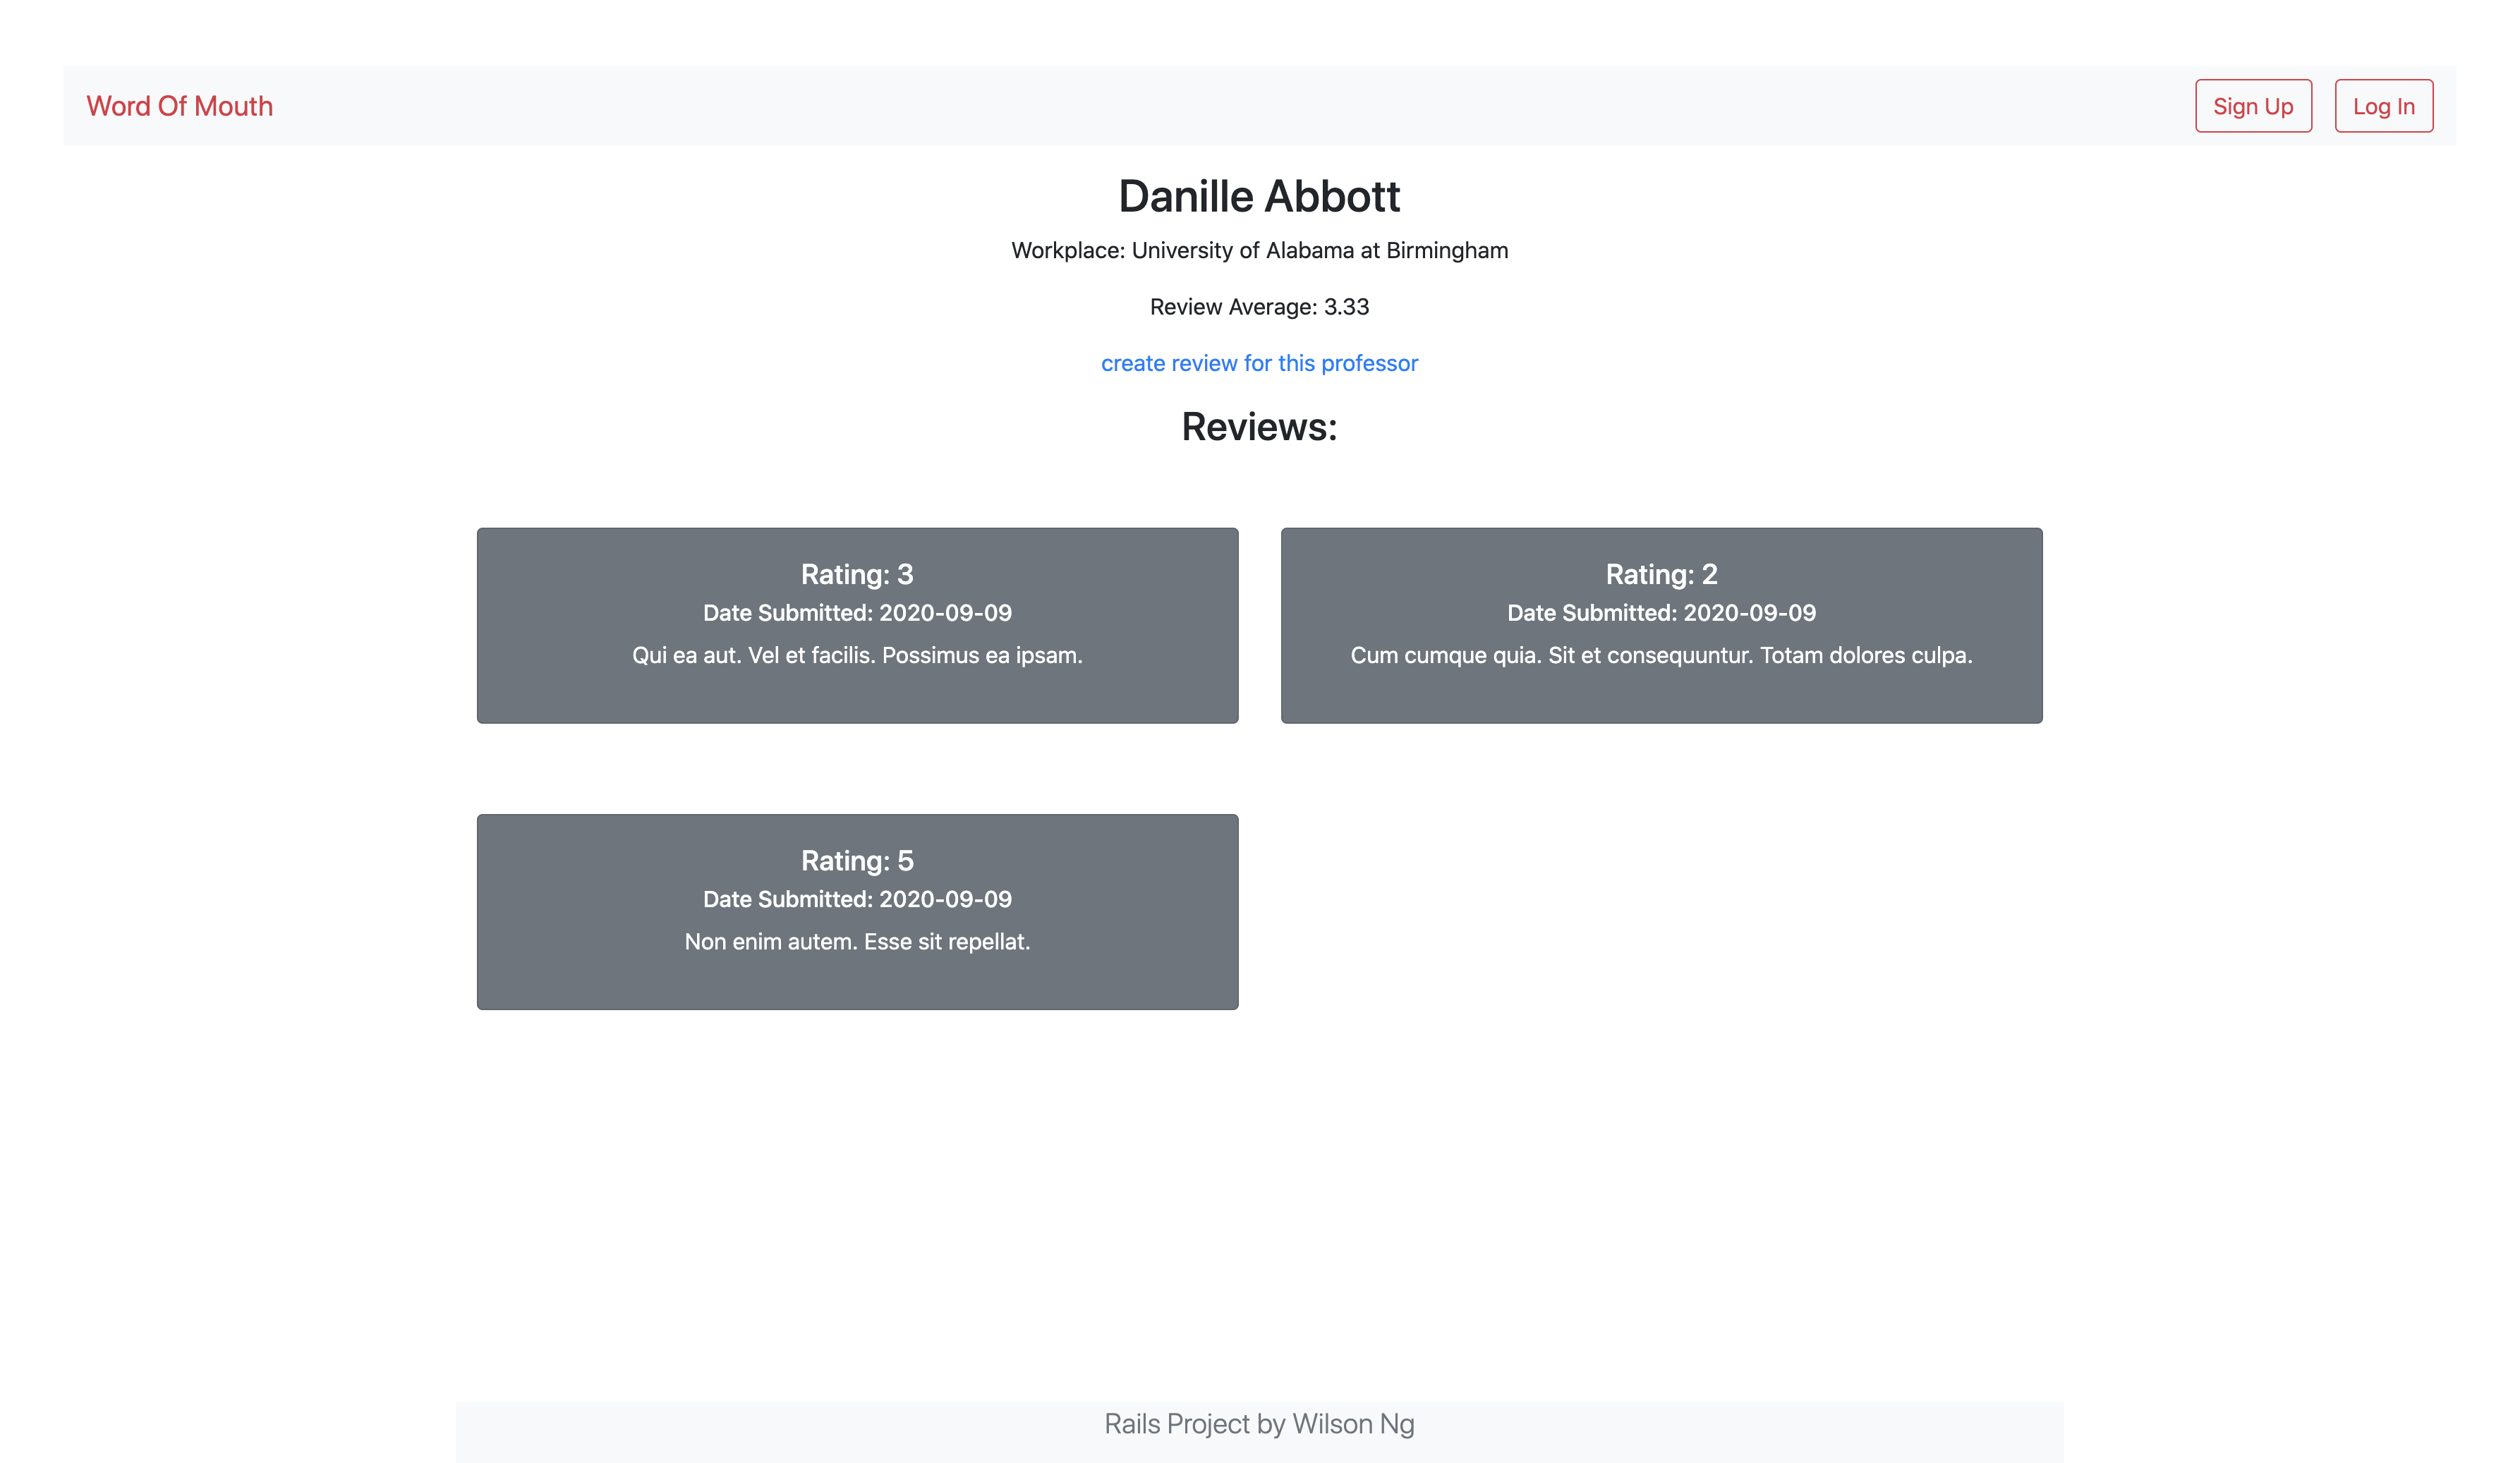 Word Of Mouth
Sign Up
Log In
Danille Abbott
Workplace: University of Alabama at Birmingham
Review Average: 3.33
create review for this professor
Reviews:
Rating: 3
Date Submitted: 2020-09-09
Qui ea aut. Vel et facilis. Possimus ea ipsam.
Rating: 2
Date Submitted: 2020-09-09
Cum cumque quia. Sit et consequuntur. Totam dolores culpa.
Rating: 5
Date Submitted: 2020-09-09
Non enim autem. Esse sit repellat.
Rails Project by Wilson Ng